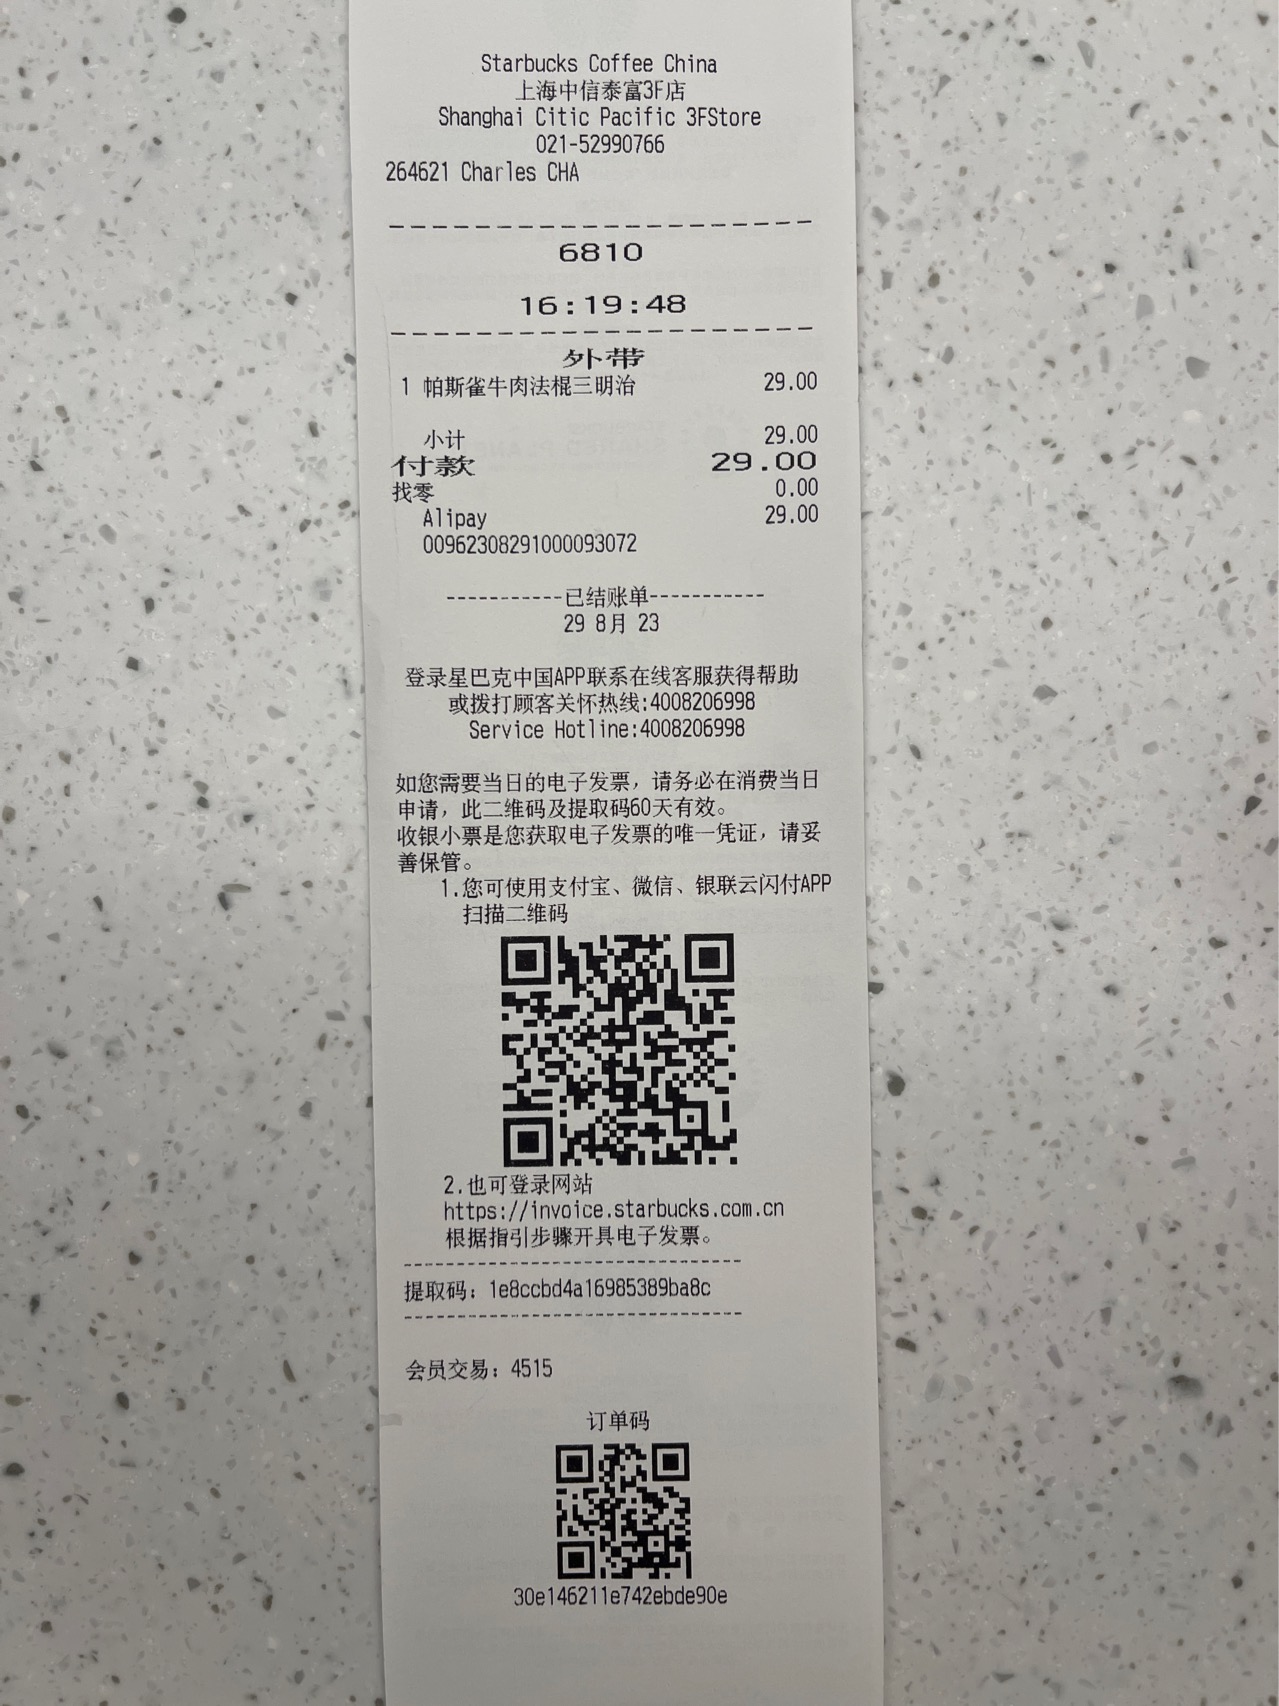 Starbucks Coffee China
上海中信泰富3F店
Shanghai Citic Pacific 3FStore
021-52990766
264621 Charles CHA
--------------------
6810
16:19:48
--------------------
外带
1 帕斯雀牛肉法棍三明治 29.00
小计 29.00
付款 29.00
找零 0.00
Alipay 29.00
00962308291000093072
-----------已结账单-----------
29 8月 23
登录星巴克中国APP联系在线客服获得帮助
或拨打顾客关怀热线:4008206998
Service Hotline:4008206998
如您需要当日的电子发票，请务必在消费当日
申请，此二维码及提取码60天有效。
收银小票是您获取电子发票的唯一凭证，请妥
善保管。
1.您可使用支付宝、微信、银联云闪付APP
扫描二维码
2.也可登录网站
https://invoice.starbucks.com.cn
根据指引步骤开具电子发票。
--------------------------------
提取码：1e8ccbd4a16985389ba8c
--------------------------------
会员交易：4515
订单码
30e146211e742ebde90e